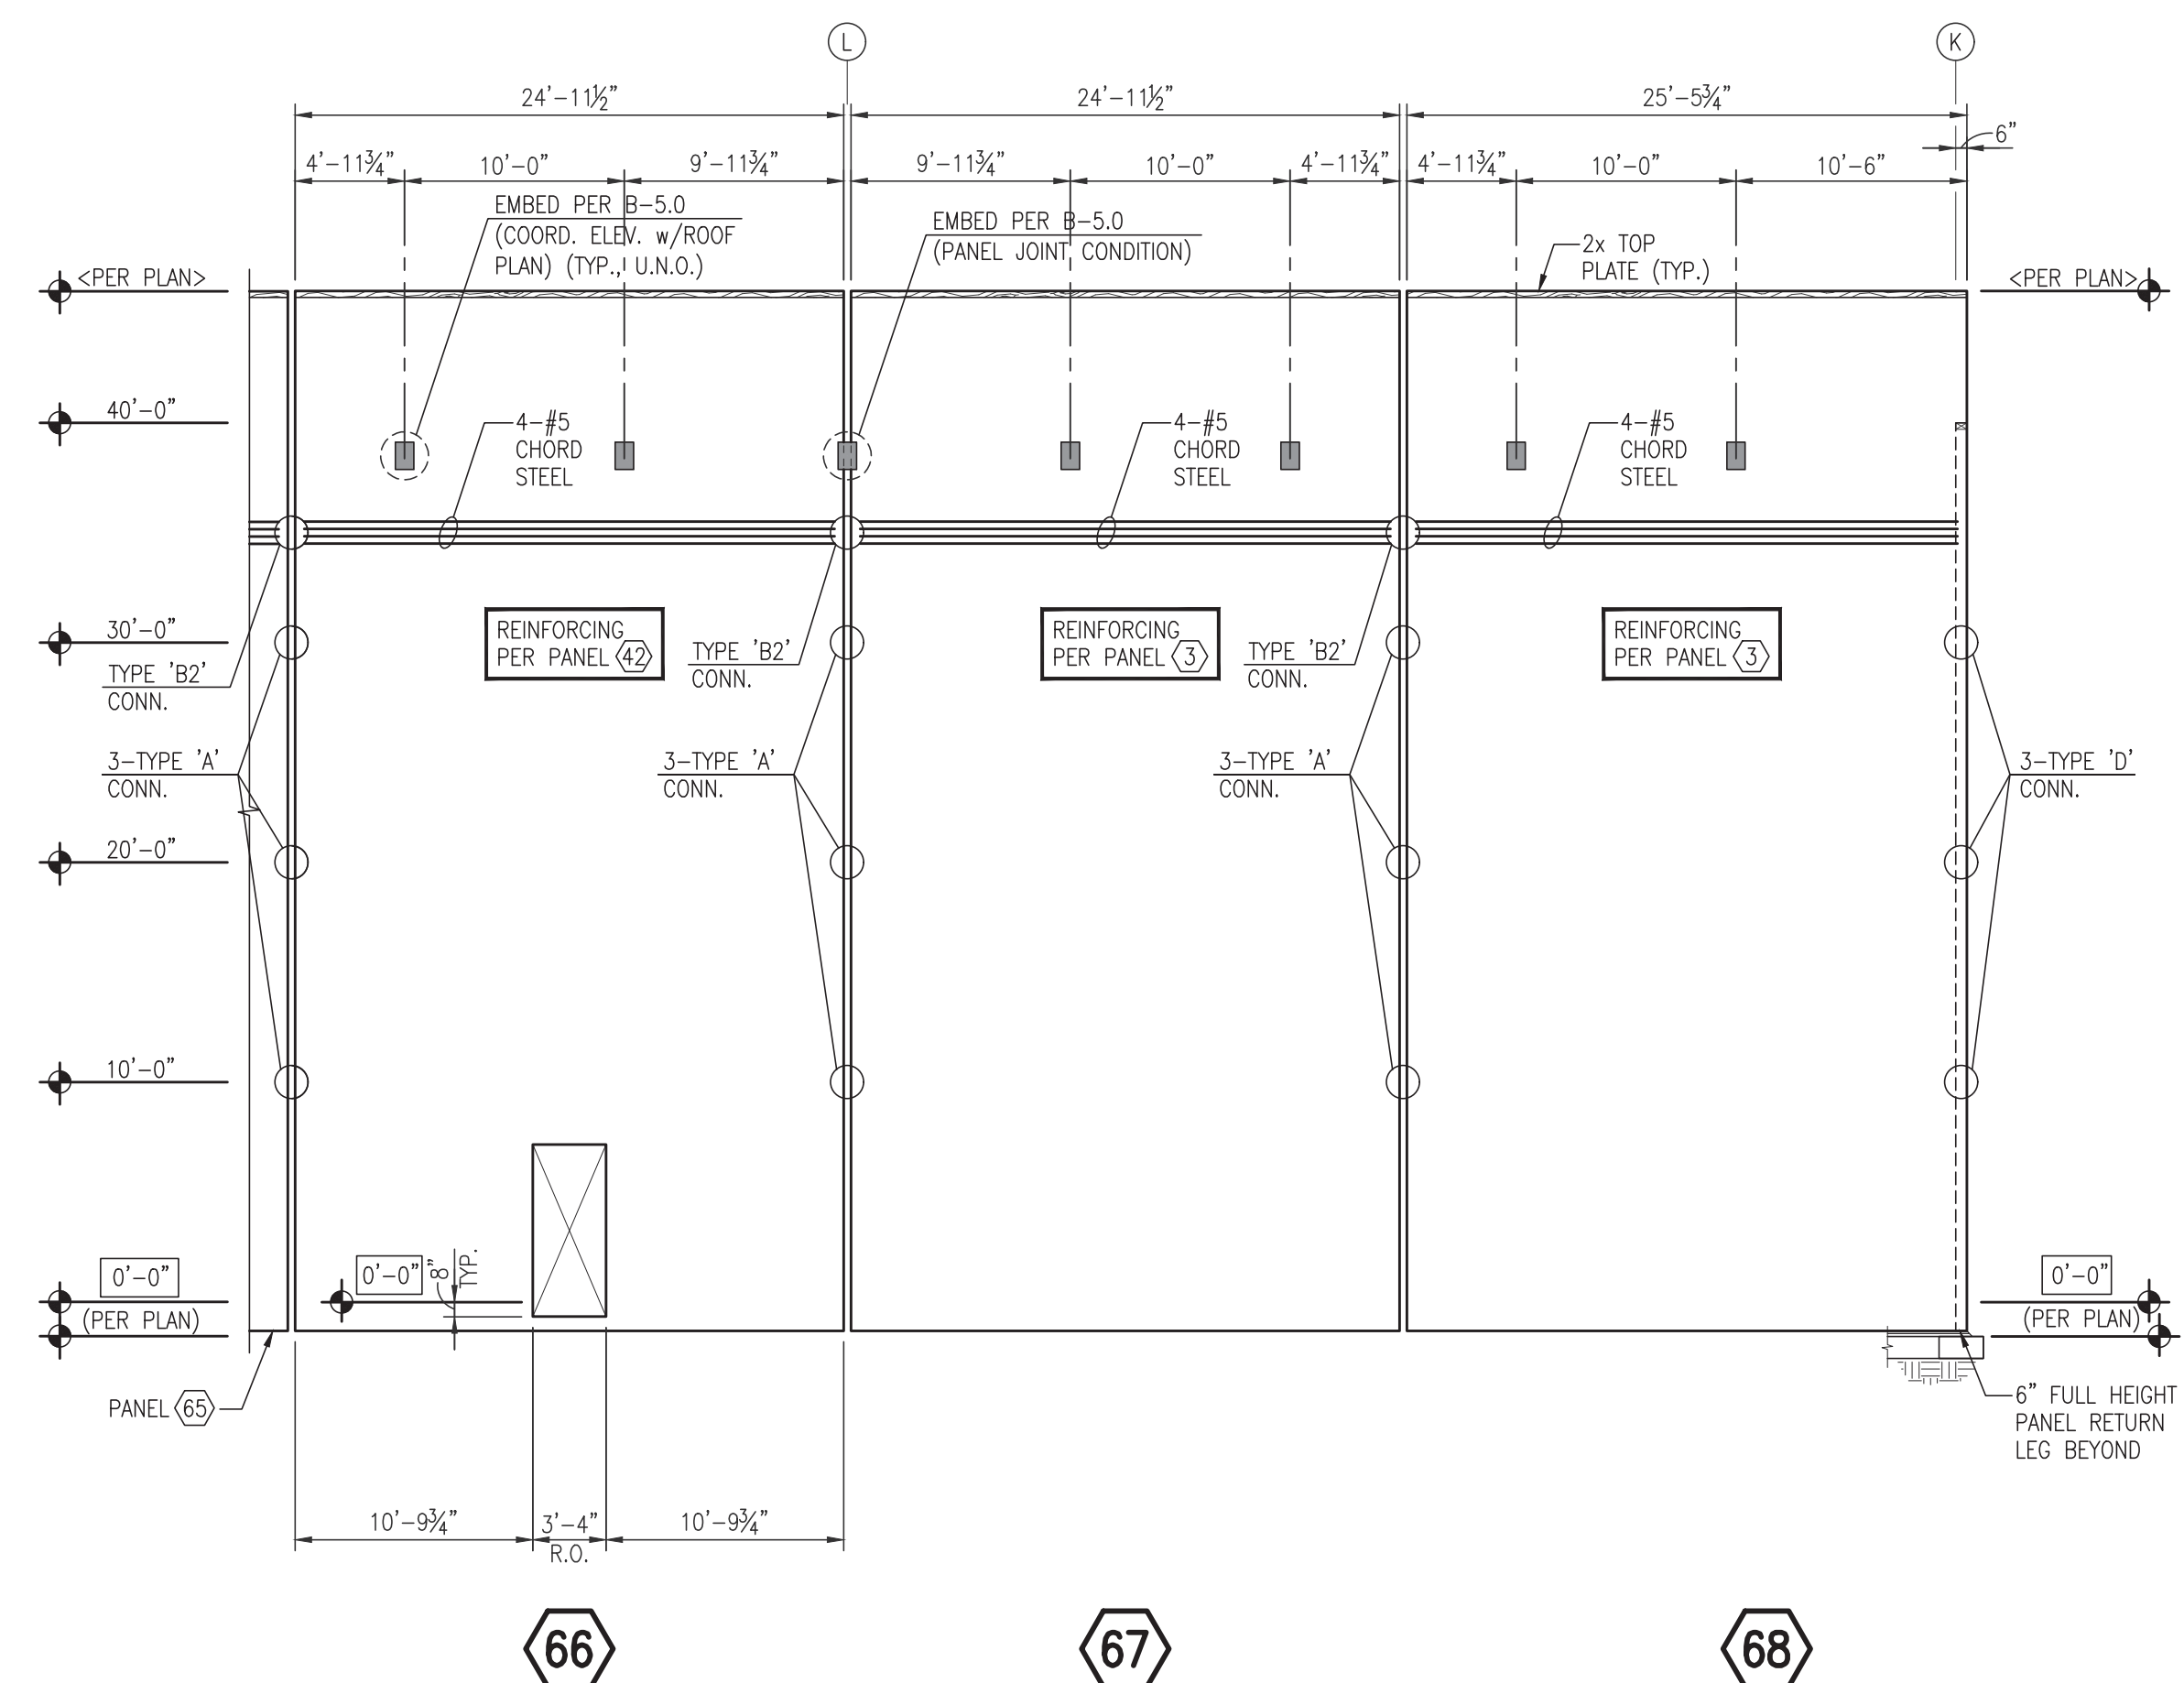 L
K
24'-11½"
24'-11½"
25'-5¾"
6"
4'-11¾"
10'-0"
9'-11¾"
9'-11¾"
10'-0"
4'-11¾"
4'-11¾"
10'-0"
10'-6"
EMBED PER B-5.0
(COORD. ELEV. w/ROOF
PLAN) (TYP., U.N.O.)
EMBED PER B-5.0
(PANEL JOINT CONDITION)
2x TOP
PLATE (TYP.)
<PER PLAN>
<PER PLAN>
40'-0"
4-#5
CHORD
STEEL
4-#5
CHORD
STEEL
4-#5
CHORD
STEEL
30'-0"
REINFORCING
PER PANEL 42
REINFORCING
PER PANEL 3
REINFORCING
PER PANEL 3
TYPE 'B2'
CONN.
TYPE 'B2'
CONN.
TYPE 'B2'
CONN.
3-TYPE 'A'
CONN.
3-TYPE 'A'
CONN.
3-TYPE 'A'
CONN.
3-TYPE 'D'
CONN.
20'-0"
10'-0"
0'-0"
(PER PLAN)
0'-0"
8"
TYP.
0'-0"
(PER PLAN)
PANEL 65
6" FULL HEIGHT
PANEL RETURN
LEG BEYOND
10'-9¾"
3'-4"
R.O.
10'-9¾"
66
67
68